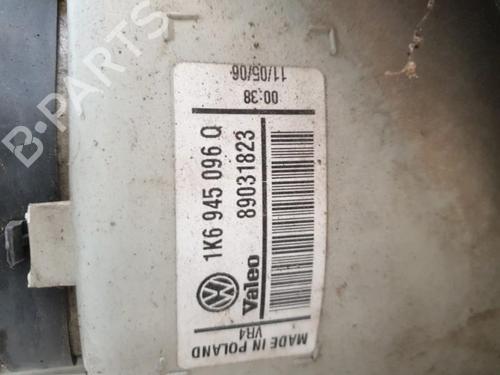 B-PARTS
11/05/06
00:38
1K6 945 096 Q
89031823
Valeo
VR4
MADE IN POLAND